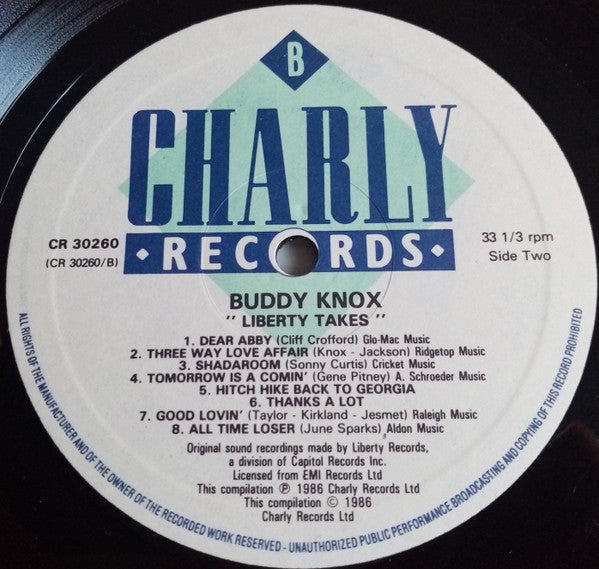 B
CHARLY
• RECORDS •
CR 30260
(CR 30260/B)
33 1/3 rpm
Side Two
BUDDY KNOX
" LIBERTY TAKES "
1. DEAR ABBY (Cliff Crofford) Glo-Mac Music
2. THREE WAY LOVE AFFAIR (Knox - Jackson) Ridgetop Music
3. SHADAROOM (Sonny Curtis) Cricket Music
4. TOMORROW IS A COMIN' (Gene Pitney) A. Schroeder Music
5. HITCH HIKE BACK TO GEORGIA
6. THANKS A LOT
7. GOOD LOVIN' (Taylor - Kirkland - Jesmet) Raleigh Music
8. ALL TIME LOSER (June Sparks) Aldon Music
Original sound recordings made by Liberty Records,
a division of Capitol Records Inc.
Licensed from EMI Records Ltd
This compilation Ⓟ 1986 Charly Records Ltd
This compilation © 1986
Charly Records Ltd
ALL RIGHTS OF THE MANUFACTURER AND OF THE OWNER OF THE RECORDED WORK RESERVED - UNAUTHORIZED PUBLIC PERFORMANCE BROADCASTING AND COPYING OF THIS RECORD PROHIBITED